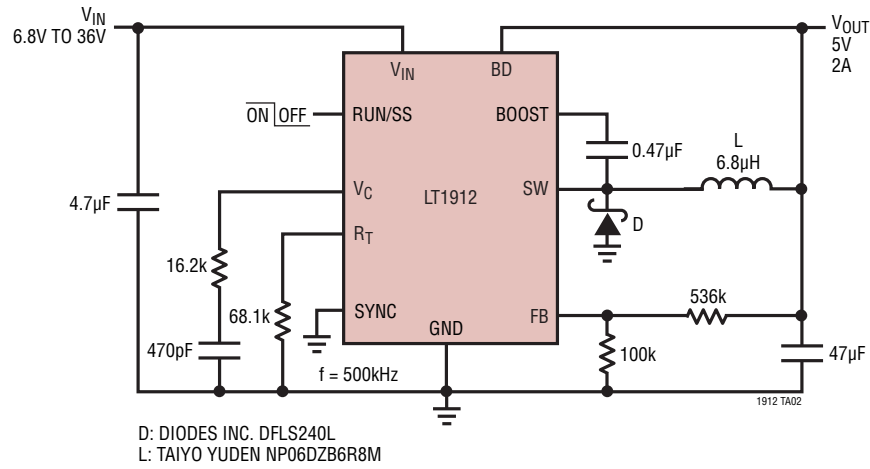 VIN
6.8V TO 36V
VOUT
5V
2A
VIN
BD
ON OFF
RUN/SS
BOOST
L
6.8µH
0.47µF
4.7µF
VC
LT1912
SW
D
RT
16.2k
536k
68.1k
SYNC
FB
GND
470pF
100k
47µF
f = 500kHz
1912 TA02
D: DIODES INC. DFLS240L
L: TAIYO YUDEN NP06DZB6R8M